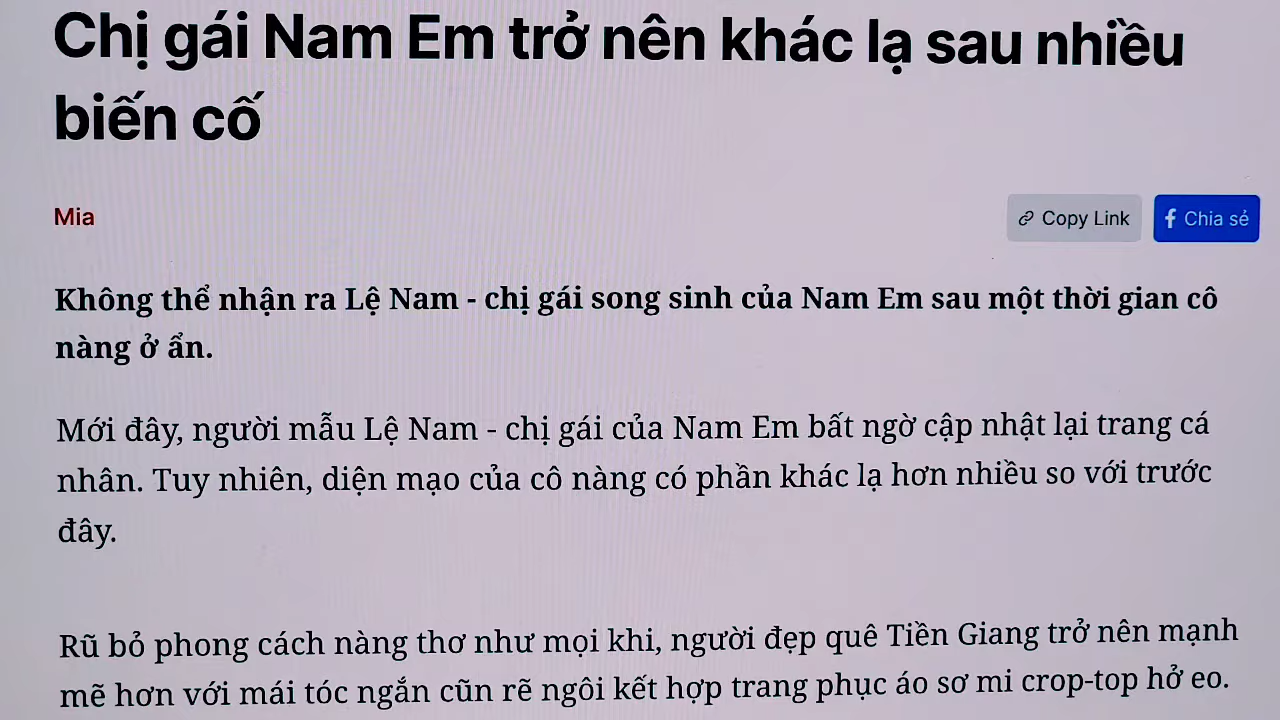 Chị gái Nam Em trở nên khác lạ sau nhiều
biến cố
Mia
Copy Link
Chia sẻ
Không thể nhận ra Lệ Nam - chị gái song sinh của Nam Em sau một thời gian cô
nàng ở ẩn.
Mới đây, người mẫu Lệ Nam - chị gái của Nam Em bất ngờ cập nhật lại trang cá
nhân. Tuy nhiên, diện mạo của cô nàng có phần khác lạ hơn nhiều so với trước
đây.
Rũ bỏ phong cách nàng thơ như mọi khi, người đẹp quê Tiền Giang trở nên mạnh
mẽ hơn với mái tóc ngắn cũn rẽ ngôi kết hợp trang phục áo sơ mi crop-top hở eo.